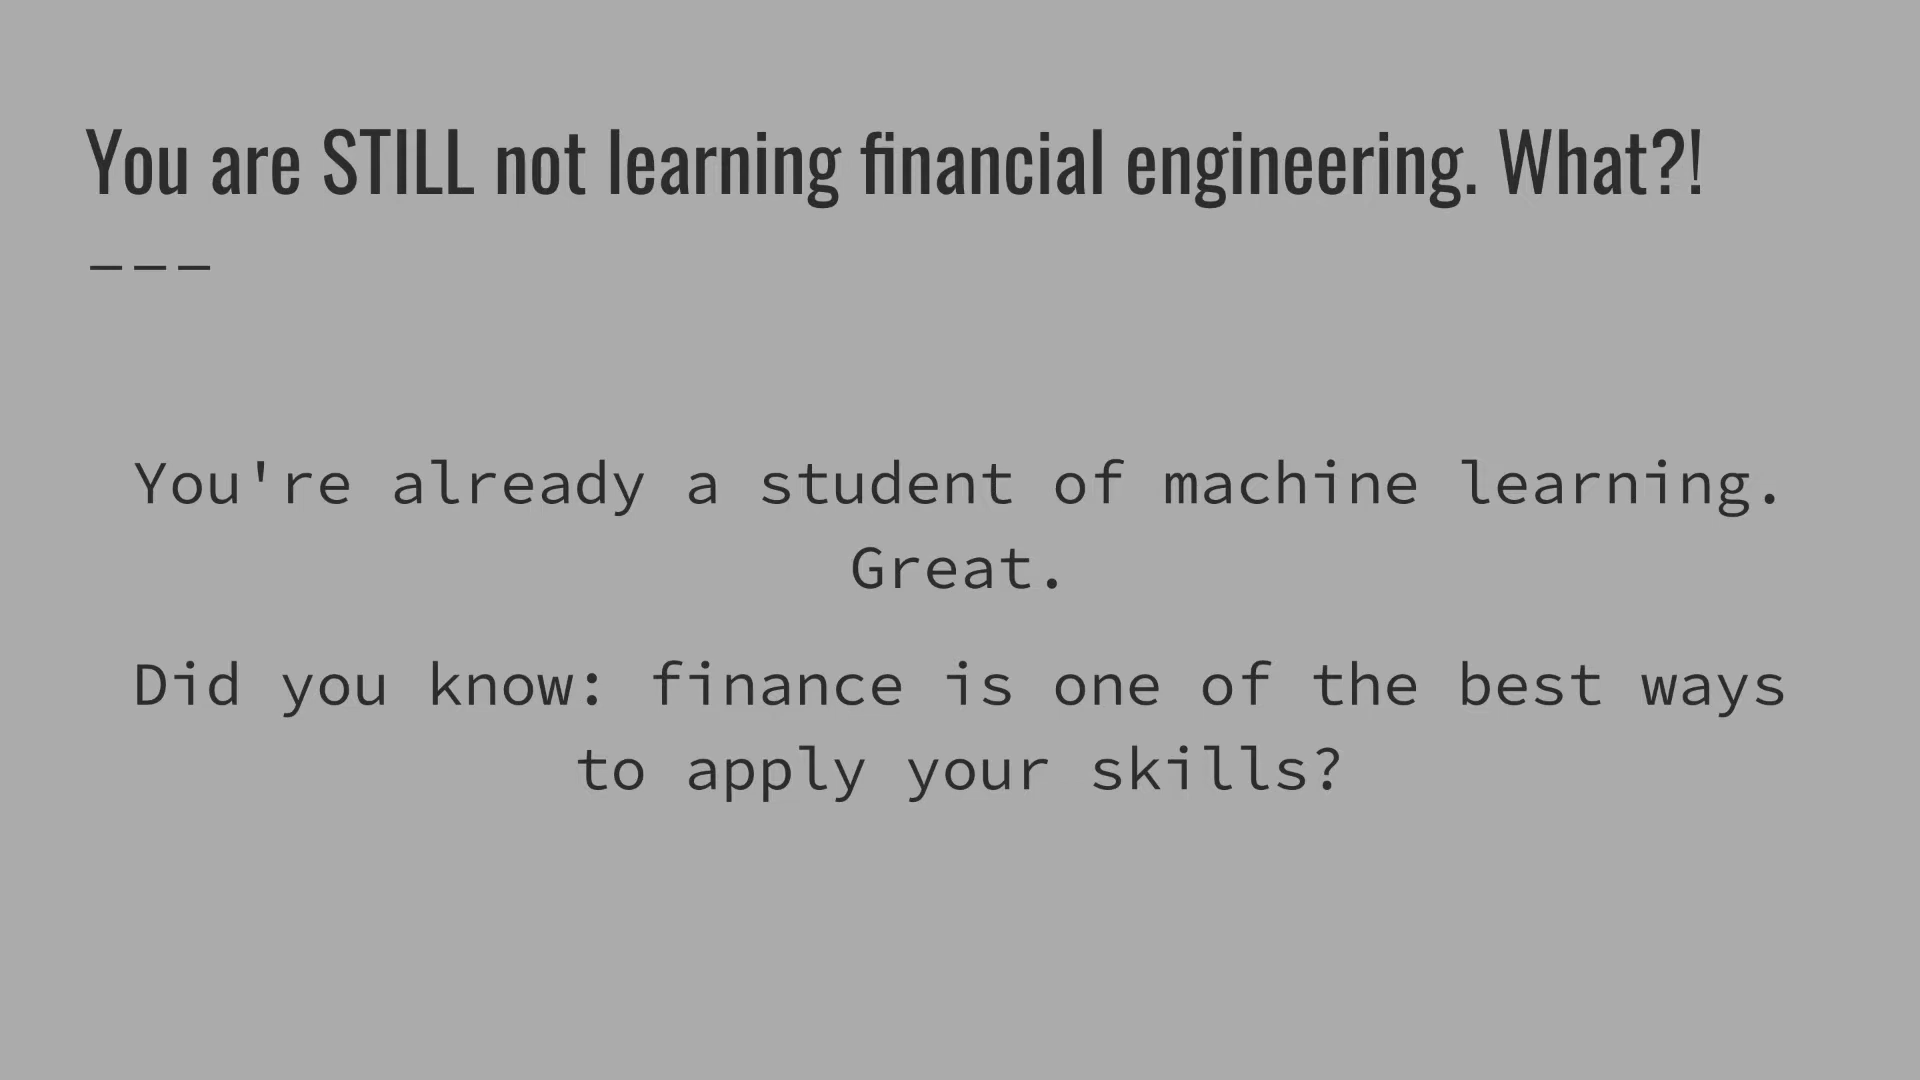 You are STILL not learning financial engineering. What?!
———
You're already a student of machine learning.
Great.
Did you know: finance is one of the best ways
to apply your skills?